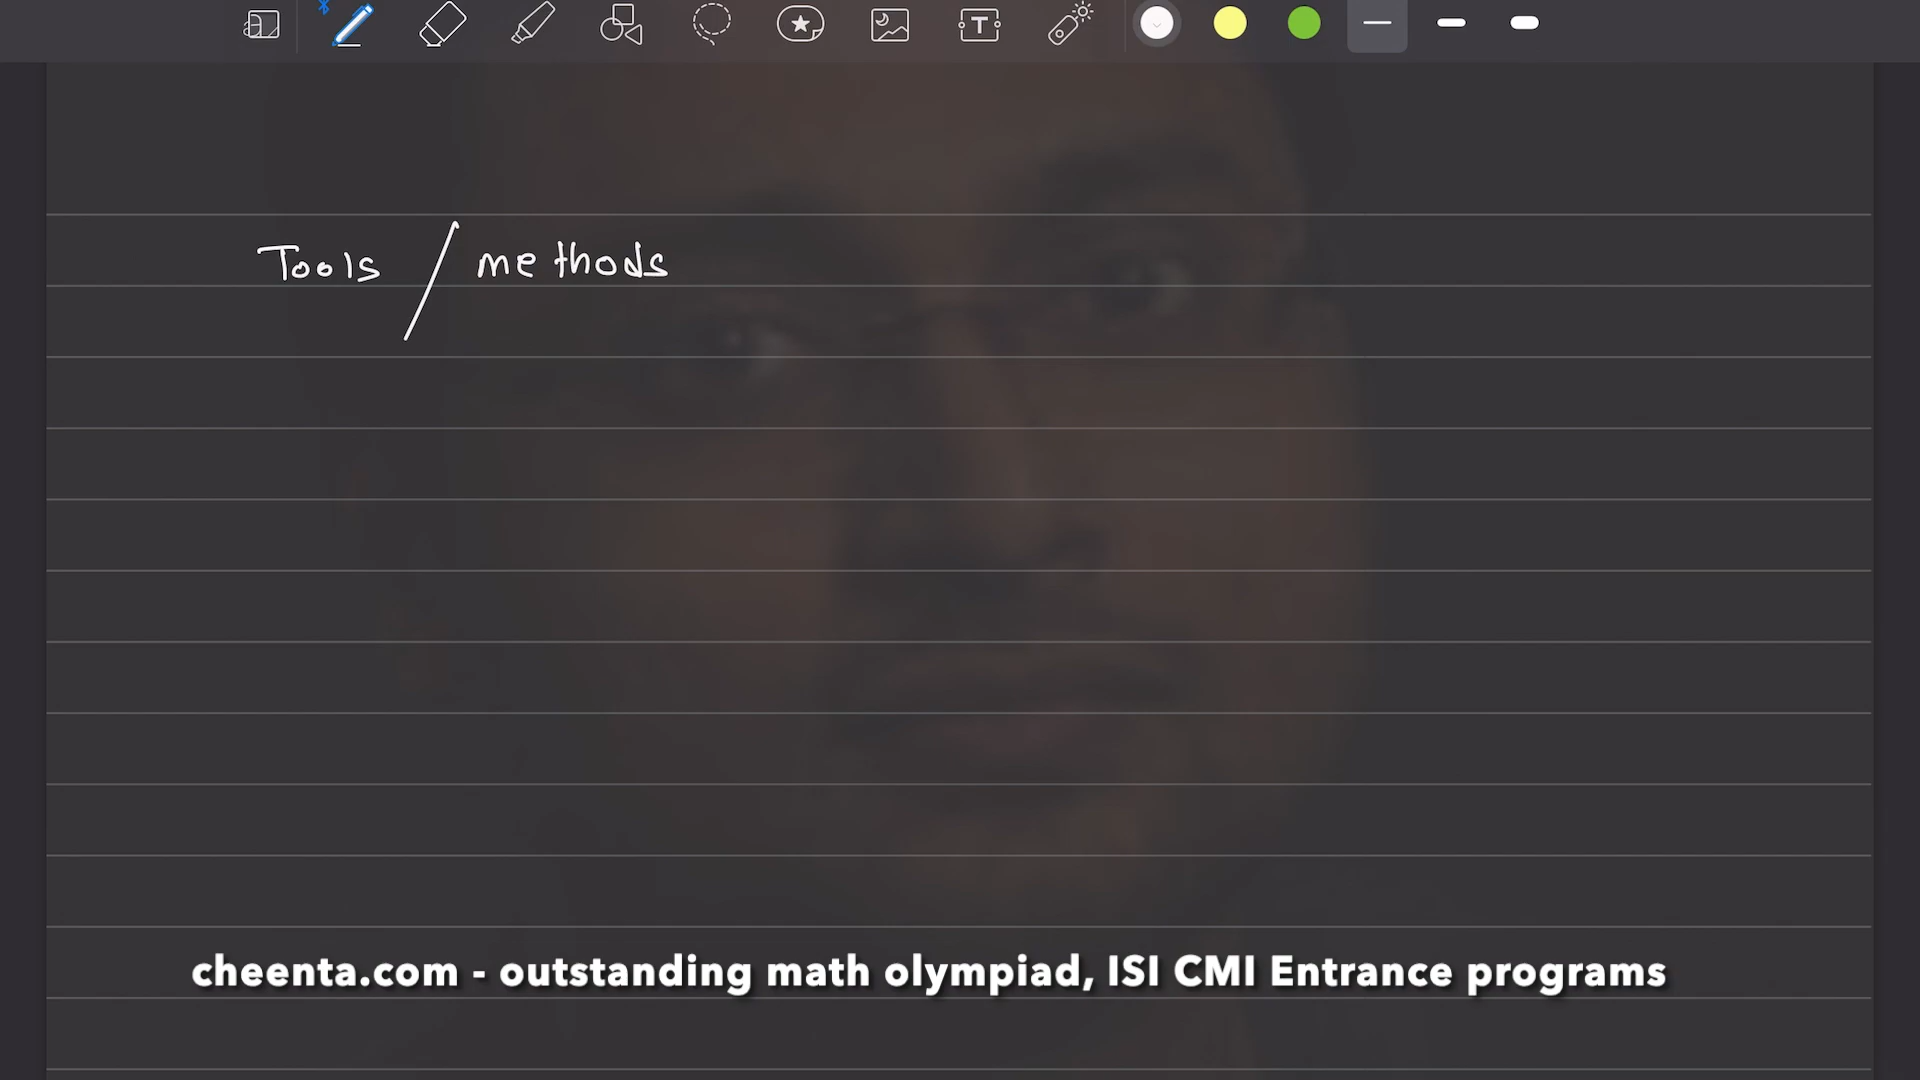 Tools / methods
cheenta.com - outstanding math olympiad, ISI CMI Entrance programs